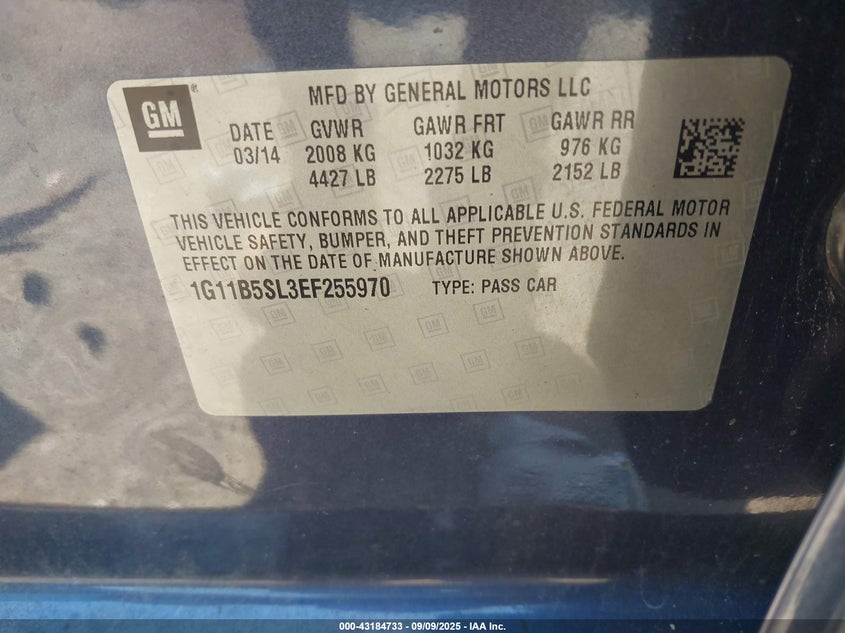 GM
MFD BY GENERAL MOTORS LLC
DATE GVWR GAWR FRT GAWR RR
03/14 2008 KG 1032 KG 976 KG
4427 LB 2275 LB 2152 LB
THIS VEHICLE CONFORMS TO ALL APPLICABLE U.S. FEDERAL MOTOR
VEHICLE SAFETY, BUMPER, AND THEFT PREVENTION STANDARDS IN
EFFECT ON THE DATE OF MANUFACTURE SHOWN ABOVE.
1G11B5SL3EF255970 TYPE: PASS CAR
000-43184733 - 09/09/2025 - IAA Inc.